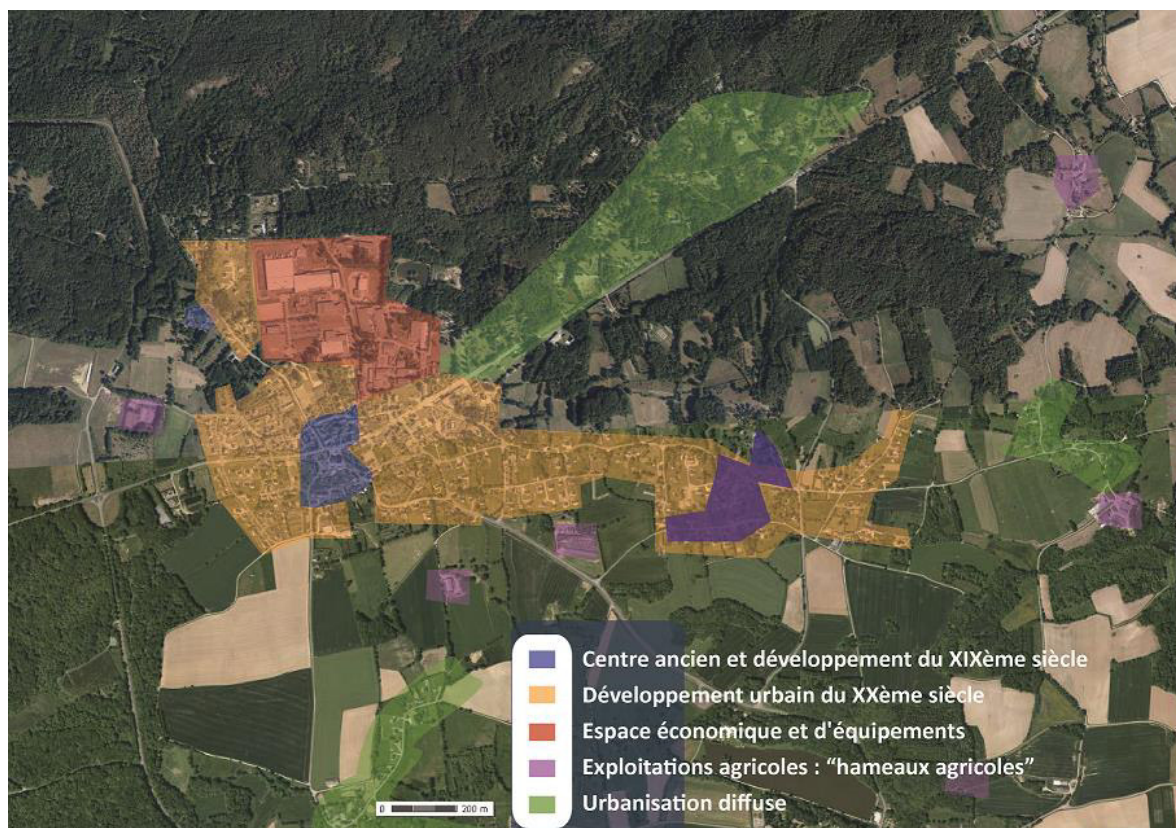 Centre ancien et développement du XIXème siècle
Développement urbain du XXème siècle
Espace économique et d'équipements
Exploitations agricoles : “hameaux agricoles”
Urbanisation diffuse
0 200 m